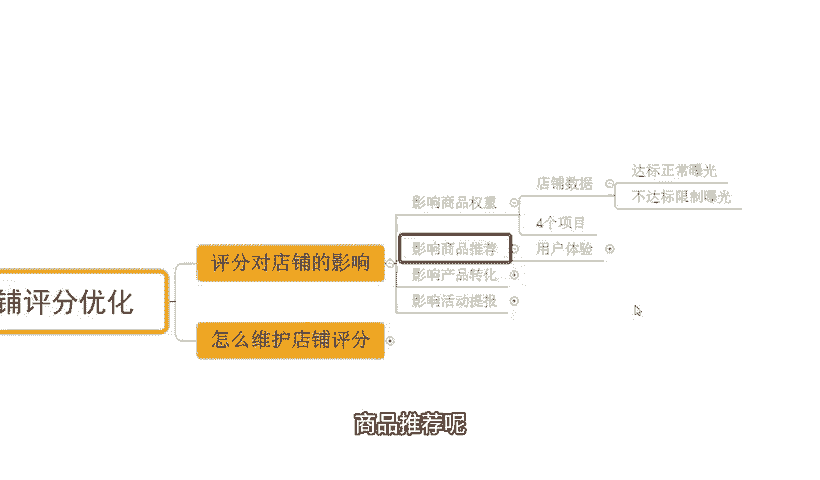 铺评分优化
评分对店铺的影响
影响商品权重
店铺数据
达标正常曝光
不达标限制曝光
4个项目
影响商品推荐
用户体验
影响产品转化
影响活动提报
怎么维护店铺评分
商品推荐呢